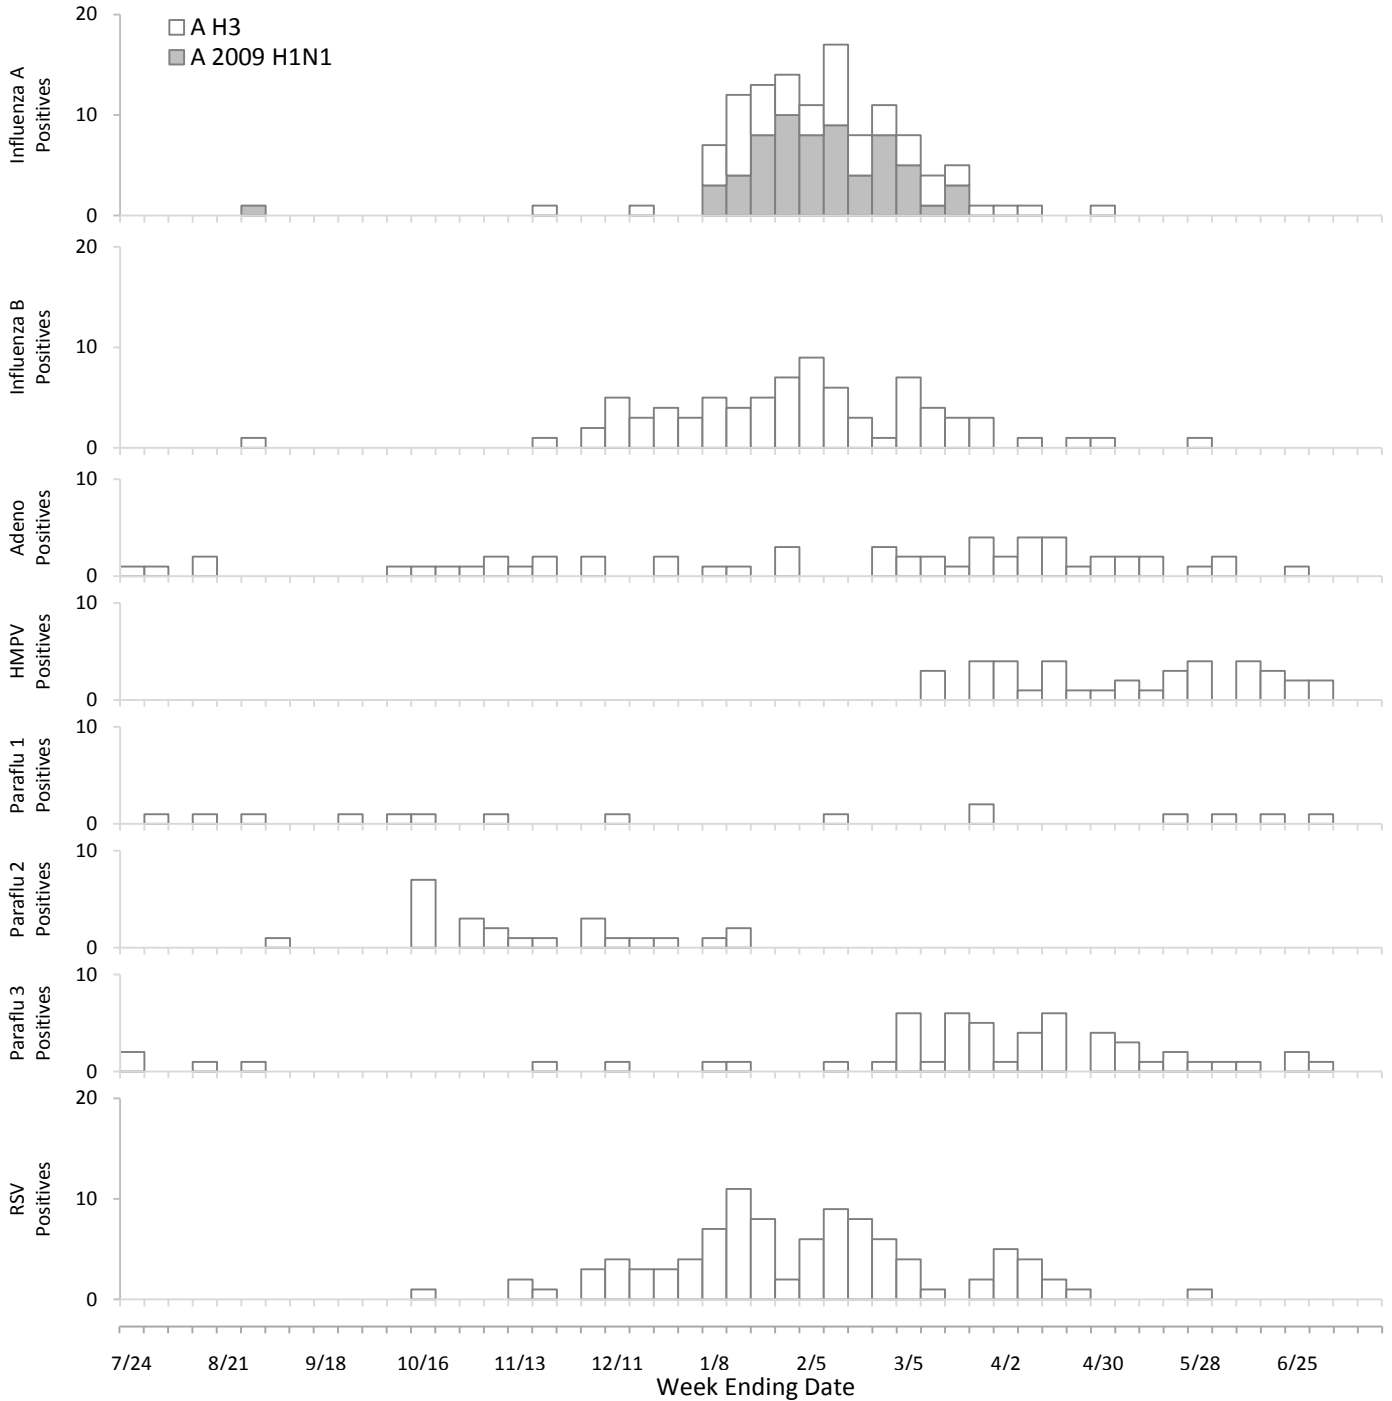 A H3
A 2009 H1N1
Influenza A
Positives
20
10
0
Influenza B
Positives
20
10
0
Adeno
Positives
10
0
HMPV
Positives
10
0
Paraflu 1
Positives
10
0
Paraflu 2
Positives
10
0
Paraflu 3
Positives
10
0
RSV
Positives
20
10
0
7/24 8/21 9/18 10/16 11/13 12/11 1/8 2/5 3/5 4/2 4/30 5/28 6/25
Week Ending Date